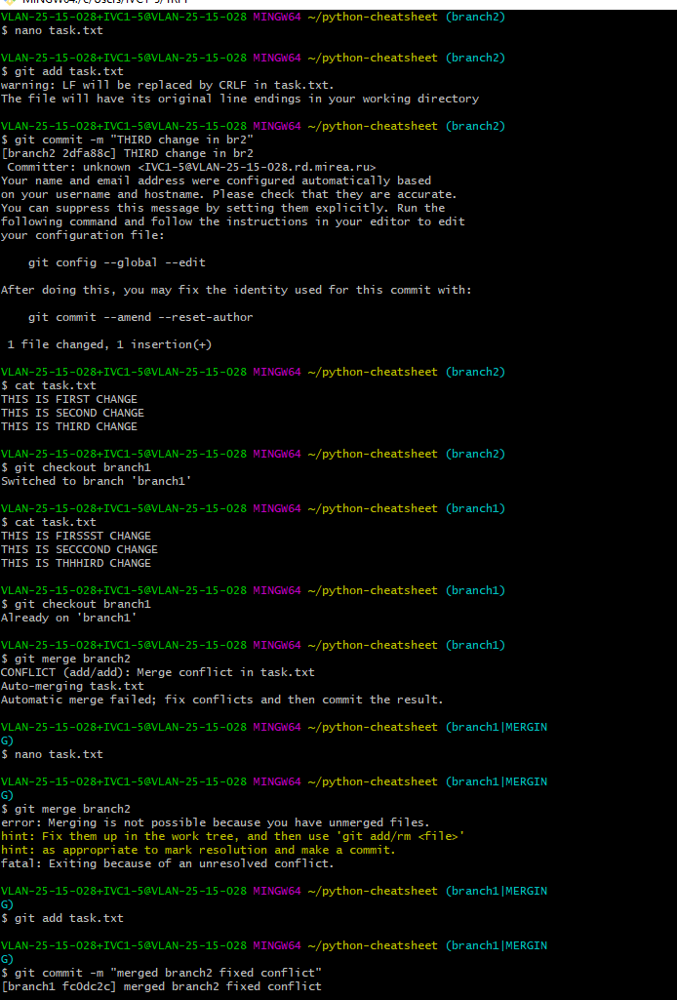 VLAN-25-15-028+IVC1-5@VLAN-25-15-028 MINGW64 ~/python-cheatsheet (branch2)
$ nano task.txt
VLAN-25-15-028+IVC1-5@VLAN-25-15-028 MINGW64 ~/python-cheatsheet (branch2)
$ git add task.txt
warning: LF will be replaced by CRLF in task.txt.
The file will have its original line endings in your working directory
VLAN-25-15-028+IVC1-5@VLAN-25-15-028 MINGW64 ~/python-cheatsheet (branch2)
$ git commit -m "THIRD change in br2"
[branch2 2dfa88c] THIRD change in br2
Committer: unknown <IVC1-5@VLAN-25-15-028.rd.mirea.ru>
Your name and email address were configured automatically based
on your username and hostname. Please check that they are accurate.
You can suppress this message by setting them explicitly. Run the
following command and follow the instructions in your editor to edit
your configuration file:
git config --global --edit
After doing this, you may fix the identity used for this commit with:
git commit --amend --reset-author
1 file changed, 1 insertion(+)
VLAN-25-15-028+IVC1-5@VLAN-25-15-028 MINGW64 ~/python-cheatsheet (branch2)
$ cat task.txt
THIS IS FIRST CHANGE
THIS IS SECOND CHANGE
THIS IS THIRD CHANGE
VLAN-25-15-028+IVC1-5@VLAN-25-15-028 MINGW64 ~/python-cheatsheet (branch2)
$ git checkout branch1
Switched to branch 'branch1'
VLAN-25-15-028+IVC1-5@VLAN-25-15-028 MINGW64 ~/python-cheatsheet (branch1)
$ cat task.txt
THIS IS FIRSSST CHANGE
THIS IS SECCCOND CHANGE
THIS IS THHHIRD CHANGE
VLAN-25-15-028+IVC1-5@VLAN-25-15-028 MINGW64 ~/python-cheatsheet (branch1)
$ git checkout branch1
Already on 'branch1'
VLAN-25-15-028+IVC1-5@VLAN-25-15-028 MINGW64 ~/python-cheatsheet (branch1)
$ git merge branch2
CONFLICT (add/add): Merge conflict in task.txt
Auto-merging task.txt
Automatic merge failed; fix conflicts and then commit the result.
VLAN-25-15-028+IVC1-5@VLAN-25-15-028 MINGW64 ~/python-cheatsheet (branch1|MERGIN
G)
$ nano task.txt
VLAN-25-15-028+IVC1-5@VLAN-25-15-028 MINGW64 ~/python-cheatsheet (branch1|MERGIN
G)
$ git merge branch2
error: Merging is not possible because you have unmerged files.
hint: Fix them up in the work tree, and then use 'git add/rm <file>'
hint: as appropriate to mark resolution and make a commit.
fatal: Exiting because of an unresolved conflict.
VLAN-25-15-028+IVC1-5@VLAN-25-15-028 MINGW64 ~/python-cheatsheet (branch1|MERGIN
G)
$ git add task.txt
VLAN-25-15-028+IVC1-5@VLAN-25-15-028 MINGW64 ~/python-cheatsheet (branch1|MERGIN
G)
$ git commit -m "merged branch2 fixed conflict"
[branch1 fc0dc2c] merged branch2 fixed conflict